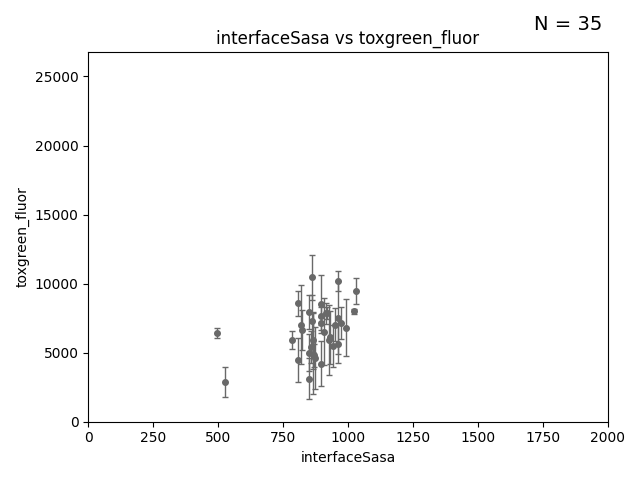 N = 35
interfaceSasa vs toxgreen_fluor
25000
20000
15000
10000
5000
0
toxgreen_fluor
0 250 500 750 1000 1250 1500 1750 2000
interfaceSasa